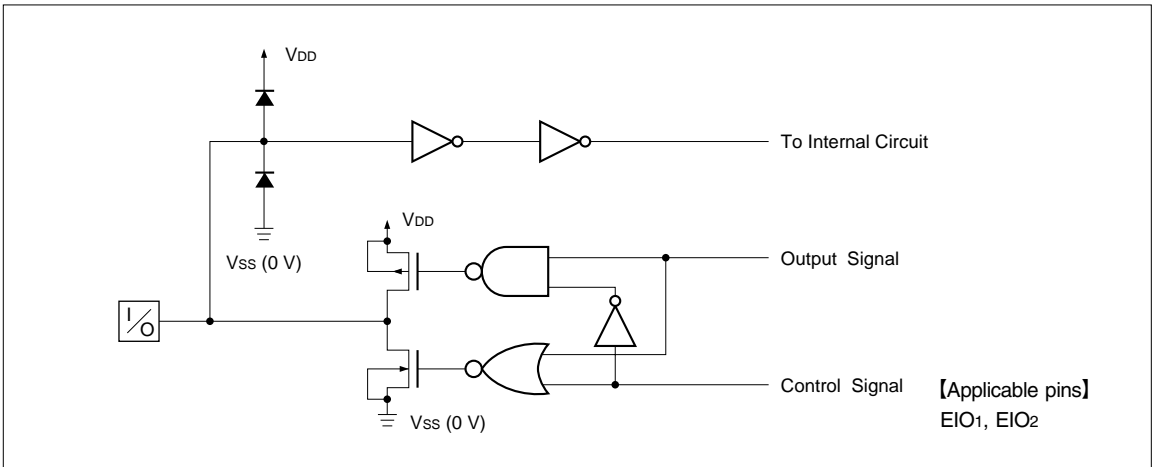 VDD
To Internal Circuit
VDD
Output Signal
VSS (0 V)
I/O
Control Signal
【Applicable pins】
VSS (0 V)
EIO1, EIO2